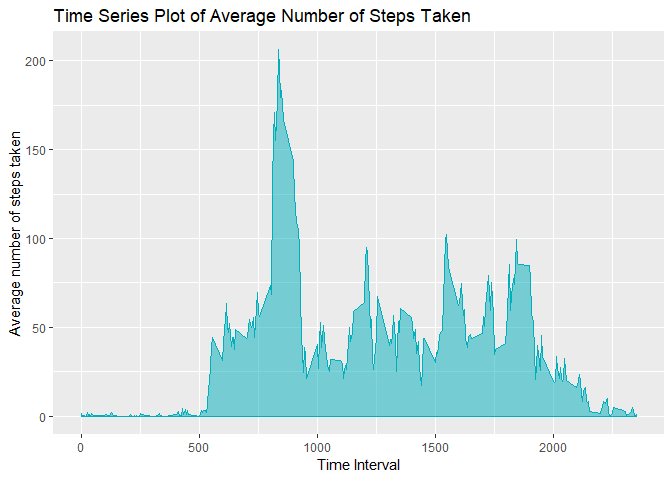 Time Series Plot of Average Number of Steps Taken
Average number of steps taken
200
150
100
50
0
0 500 1000 1500 2000
Time Interval